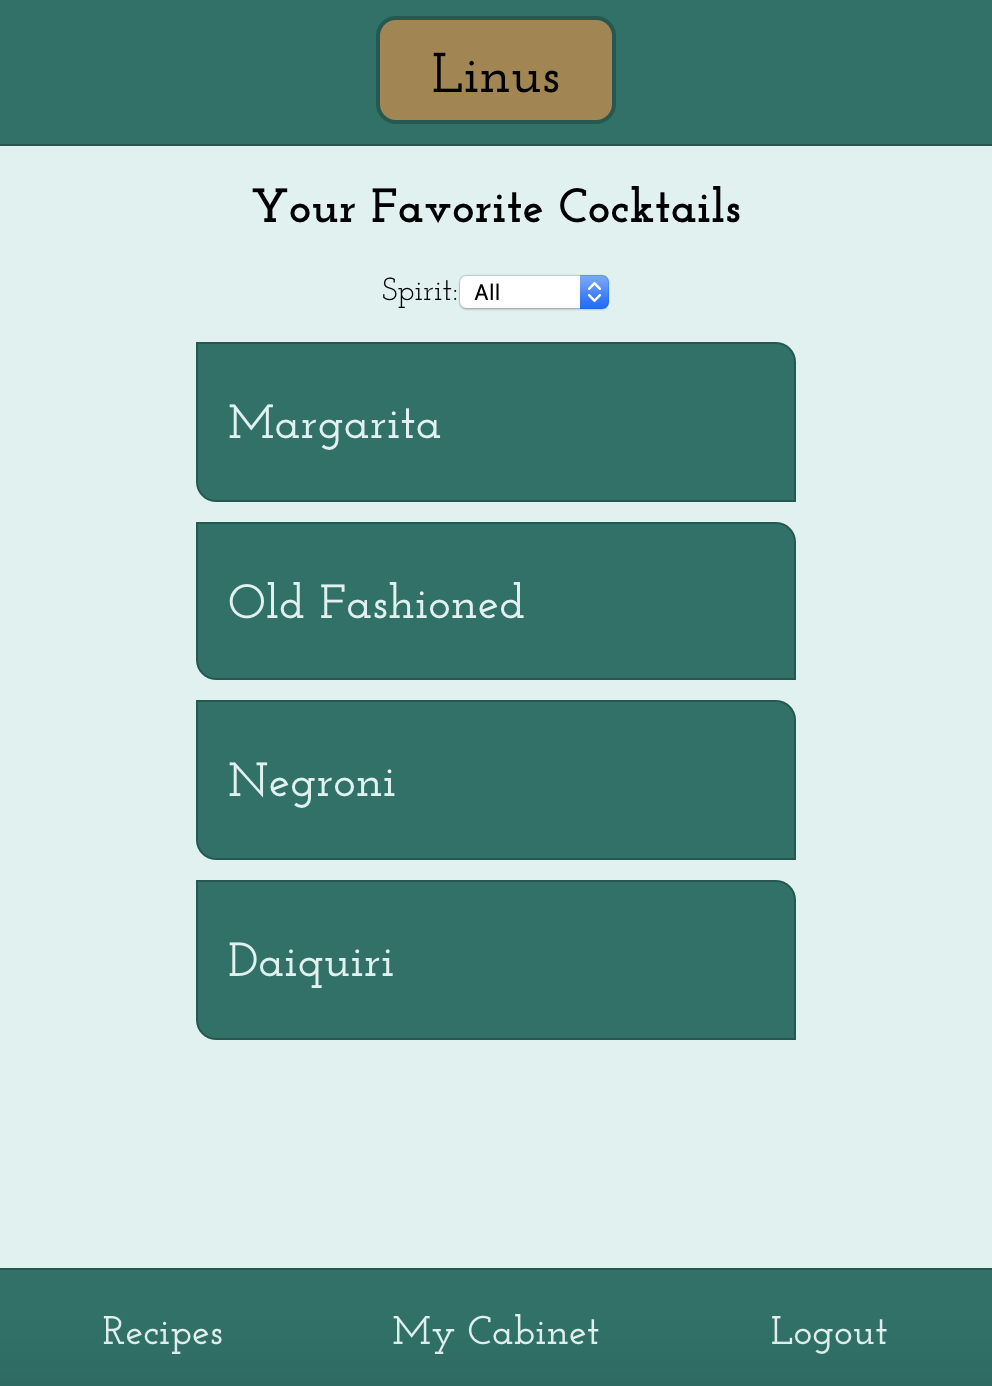 Linus
Your Favorite Cocktails
Spirit: All
Margarita
Old Fashioned
Negroni
Daiquiri
Recipes My Cabinet Logout